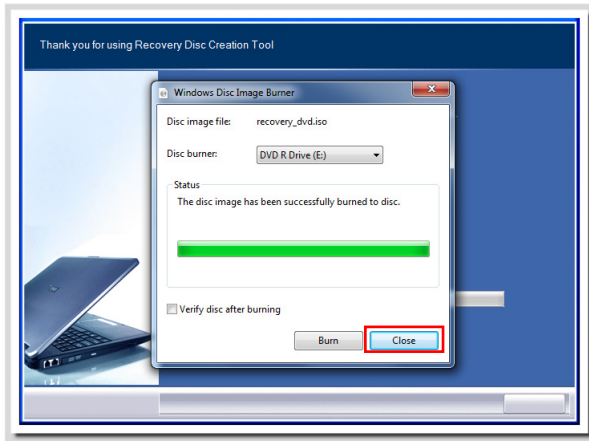 Thank you for using Recovery Disc Creation Tool
Windows Disc Image Burner
Disc image file: recovery_dvd.iso
Disc burner: DVD R Drive (E:)
Status
The disc image has been successfully burned to disc.
Verify disc after burning
Burn Close